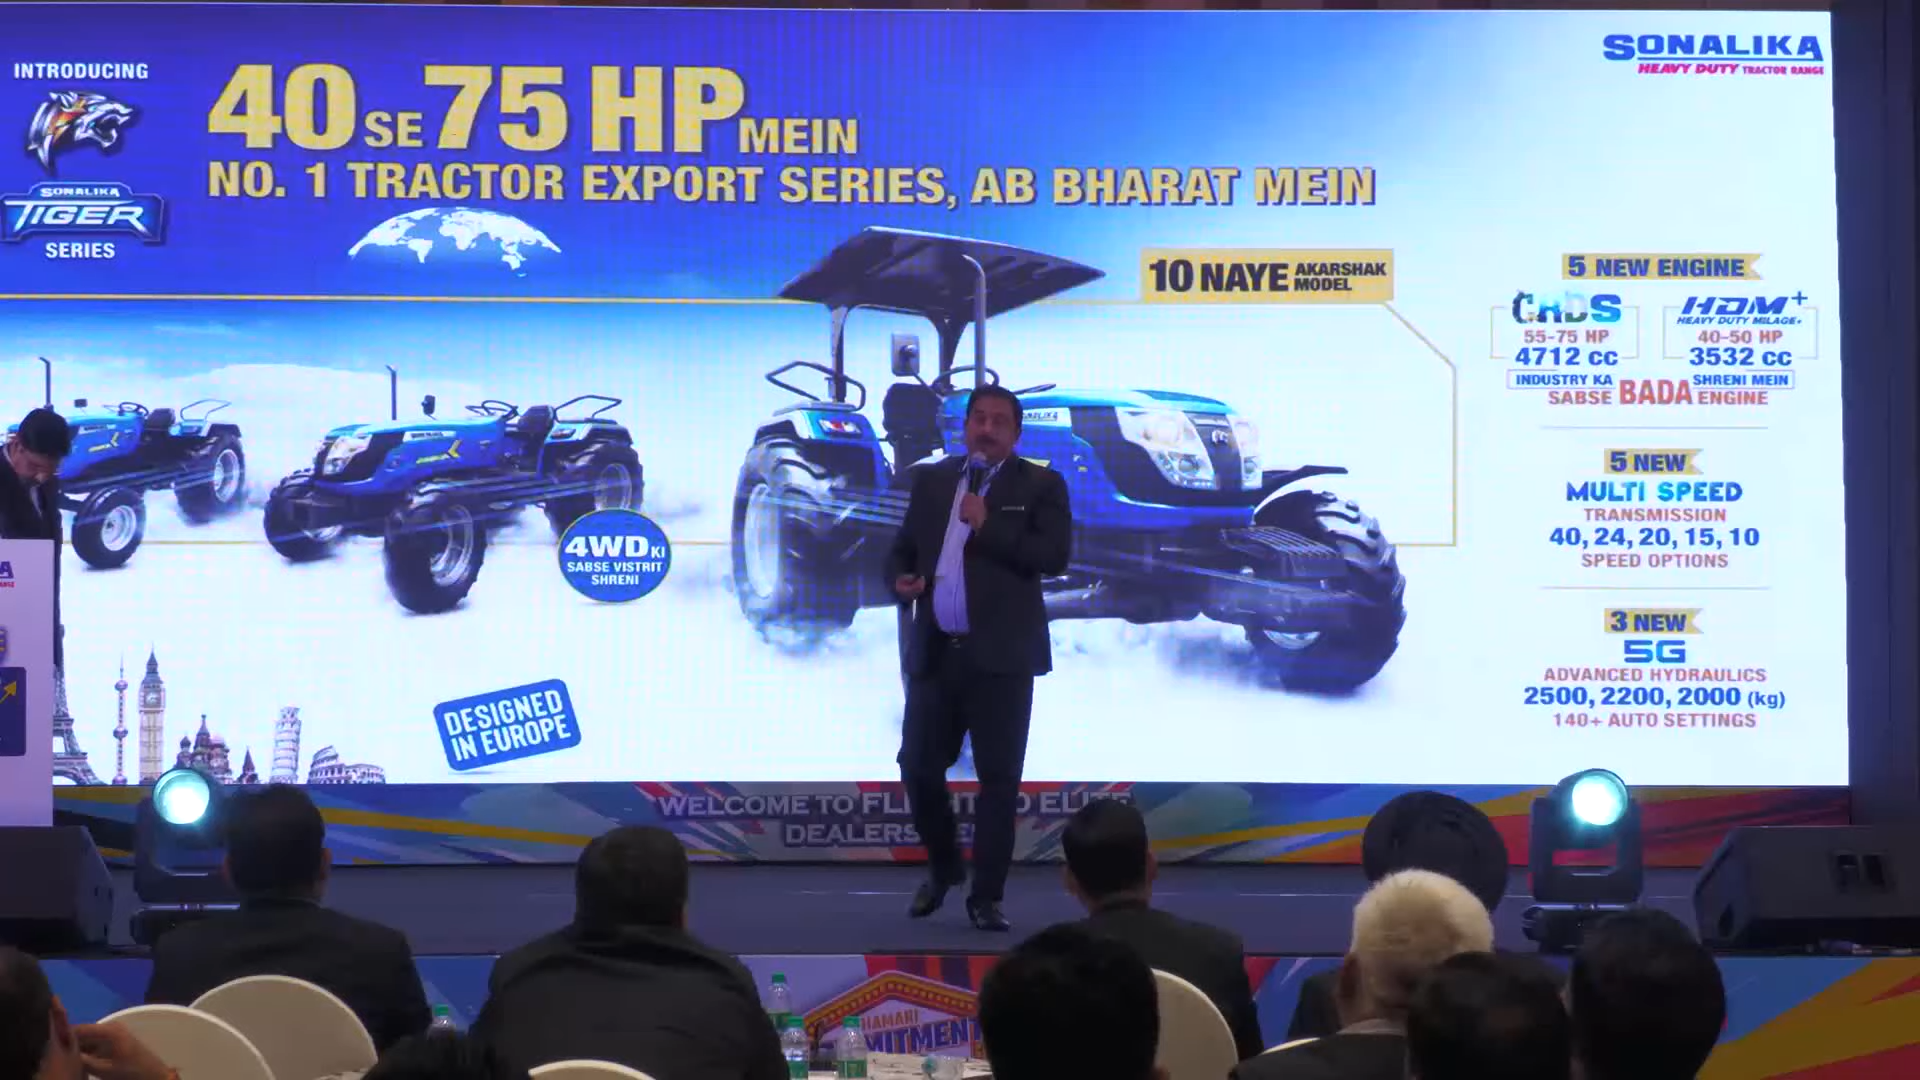 INTRODUCING
SONALIKA
TIGER
SERIES
40 SE 75 HP MEIN
NO. 1 TRACTOR EXPORT SERIES, AB BHARAT MEIN
SONALIKA
HEAVY DUTY TRACTOR RANGE
10 NAYE AKARSHAK
MODEL
SONALIKA
4WD KI
SABSE VISTRIT
SHRENI
DESIGNED
IN EUROPE
5 NEW ENGINE
CRDS
55-75 HP
4712 cc
HDM+
HEAVY DUTY MILAGE+
40-50 HP
3532 cc
INDUSTRY KA
SHRENI MEIN
SABSE BADA ENGINE
5 NEW
MULTI SPEED
TRANSMISSION
40, 24, 20, 15, 10
SPEED OPTIONS
3 NEW
5G
ADVANCED HYDRAULICS
2500, 2200, 2000 (kg)
140+ AUTO SETTINGS
WELCOME TO ELITE
HAMARI